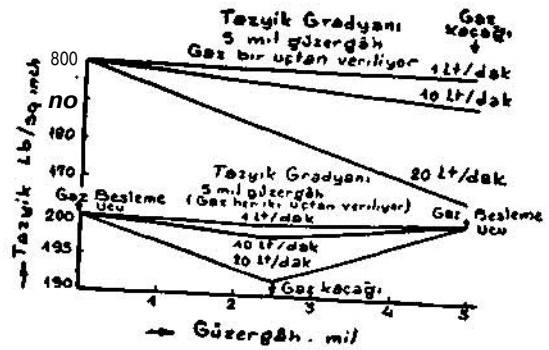 Tazyik Gradyanı
5 mil güzergâh
Gaz bir uçtan veriliyor
Gaz
kaçağı
1 Lt/dak
10 Lt/dak
20 Lt/dak
800
no
180
170
Tazyik Gradyanı
5 mil güzergâh
(Gaz her iki uçtan veriliyor)
1 Lt/dak
10 Lt/dak
20 Lt/dak
Gaz Besleme
Ucu
Gaz Besleme
Ucu
200
195
190
Gaz kaçağı
1 2 3 4 5
Tazyik Lb/sq inch
Güzergâh. mil